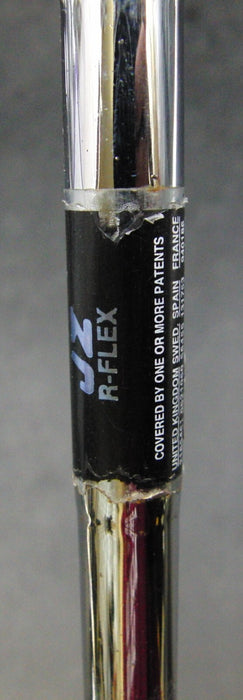 JZ
R-FLEX
COVERED BY ONE OR MORE PATENTS
UNITED KINGDOM SWED. SPAIN FRANCE